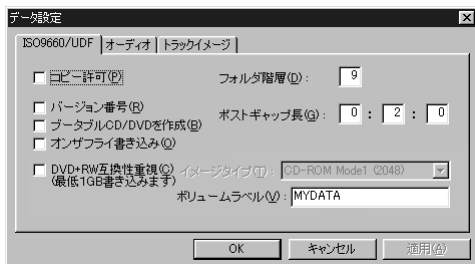 データ設定
ISO9660/UDF オーディオ トラックイメージ
コピー許可(P) フォルダ階層(D): 9
バージョン番号(R) ポストギャップ長(G): 0 : 2 : 0
ブータブルCD/DVDを作成(B)
オンザフライ書き込み(O)
DVD+RW互換性重視(C) イメージタイプ(T): CD-ROM Mode1 (2048)
(最低1GB書き込みます)
ボリュームラベル(V): MYDATA
OK キャンセル 適用(A)